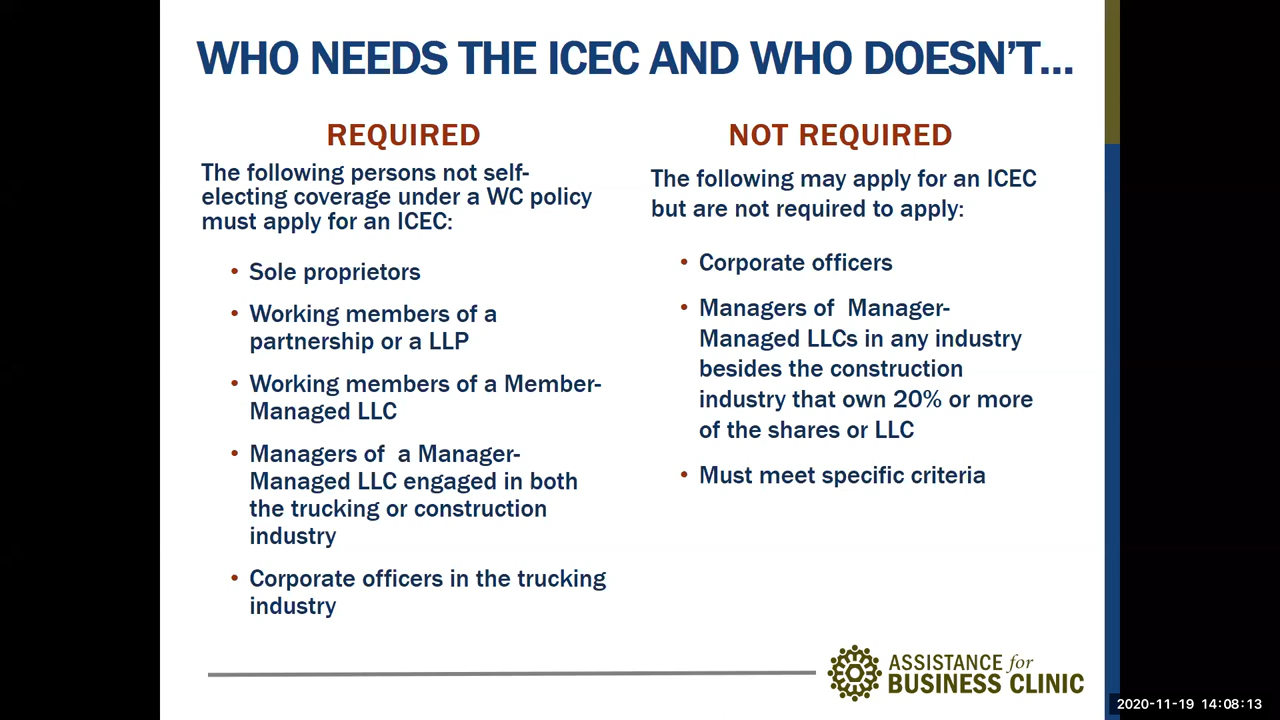 WHO NEEDS THE ICEC AND WHO DOESN'T...
REQUIRED
The following persons not self-
electing coverage under a WC policy
must apply for an ICEC:
• Sole proprietors
• Working members of a
partnership or a LLP
• Working members of a Member-
Managed LLC
• Managers of  a Manager-
Managed LLC engaged in both
the trucking or construction
industry
• Corporate officers in the trucking
industry
NOT REQUIRED
The following may apply for an ICEC
but are not required to apply:
• Corporate officers
• Managers of  Manager-
Managed LLCs in any industry
besides the construction
industry that own 20% or more
of the shares or LLC
• Must meet specific criteria
ASSISTANCE for
BUSINESS CLINIC
2020-11-19 14:08:13